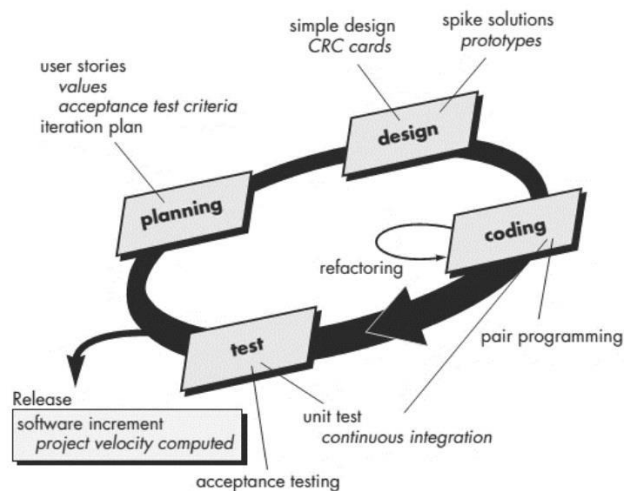 simple design
CRC cards
spike solutions
prototypes
user stories
values
acceptance test criteria
iteration plan
design
planning
coding
refactoring
pair programming
test
Release
software increment
project velocity computed
unit test
continuous integration
acceptance testing